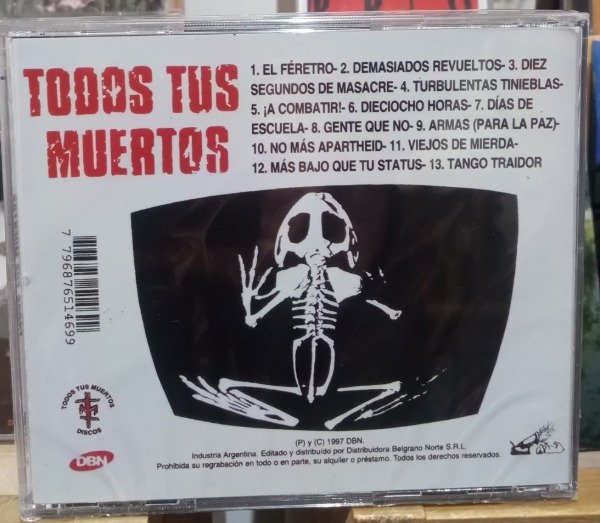 TODOS TUS
MUERTOS
1. EL FÉRETRO- 2. DEMASIADOS REVUELTOS- 3. DIEZ
SEGUNDOS DE MASACRE- 4. TURBULENTAS TINIEBLAS-
5. ¡A COMBATIR!- 6. DIECIOCHO HORAS- 7. DÍAS DE
ESCUELA- 8. GENTE QUE NO- 9. ARMAS (PARA LA PAZ)-
10. NO MÁS APARTHEID- 11. VIEJOS DE MIERDA-
12. MÁS BAJO QUE TU STATUS- 13. TANGO TRAIDOR
7 796876514699
TODOS TUS MUERTOS
DISCOS
DBN
(P) y (C) 1997 DBN.
Industria Argentina. Editado y distribuído por Distribuidora Belgrano Norte S.R.L.
Prohibida su regrabación en todo o en parte, su alquiler o préstamo. Todos los derechos reservados.